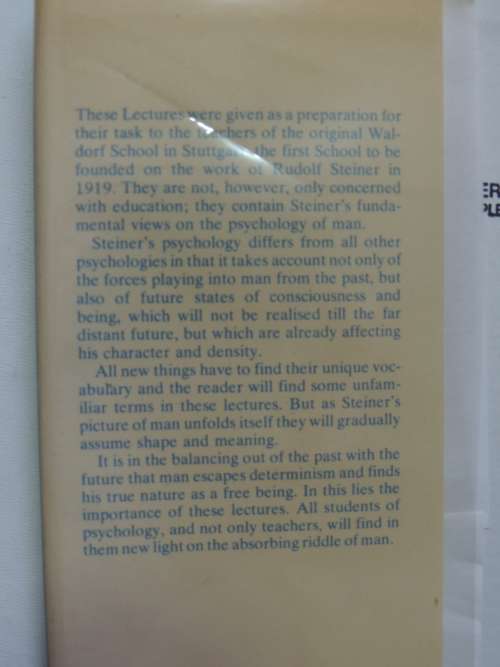 These Lectures were given as a preparation for
their task to the teachers of the original Wal-
dorf School in Stuttgart, the first School to be
founded on the work of Rudolf Steiner in
1919. They are not, however, only concerned
with education; they contain Steiner's funda-
mental views on the psychology of man.
Steiner's psychology differs from all other
psychologies in that it takes account not only of
the forces playing into man from the past, but
also of future states of consciousness and
being, which will not be realised till the far
distant future, but which are already affecting
his character and density.
All new things have to find their unique voc-
abulary and the reader will find some unfam-
iliar terms in these lectures. But as Steiner's
picture of man unfolds itself they will gradually
assume shape and meaning.
It is in the balancing out of the past with the
future that man escapes determinism and finds
his true nature as a free being. In this lies the
importance of these lectures. All students of
psychology, and not only teachers, will find in
them new light on the absorbing riddle of man.
ER
PLE